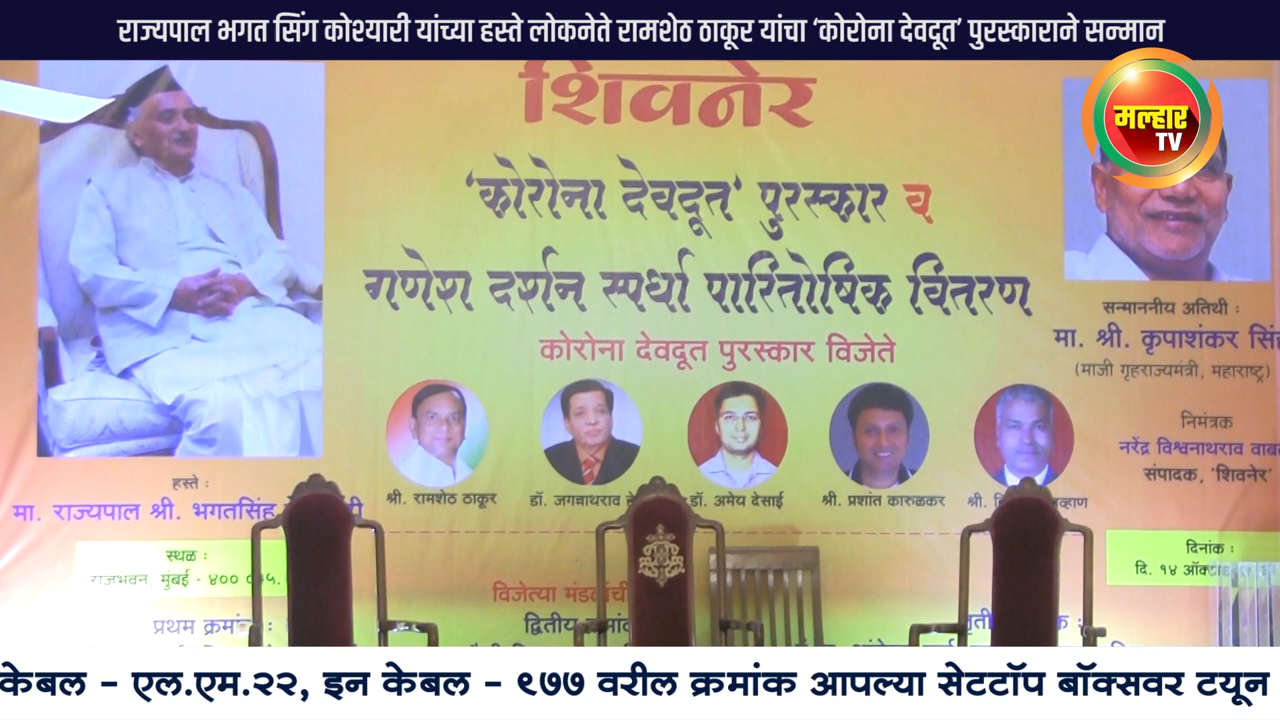 राज्यपाल भगत सिंग कोश्यारी यांच्या हस्ते लोकनेते रामशेठ ठाकूर यांचा ‘कोरोना देवदूत’ पुरस्काराने सन्मान
मल्हार
TV
शिवनेर
‘कोरोना देवदूत‘ पुरस्कार व
गणेश दर्शन स्पर्धा पारितोषिक वितरण
कोरोना देवदूत पुरस्कार विजेते
सन्माननीय अतिथी :
मा. श्री. कृपाशंकर
(माजी गृहराज्यमंत्री, महाराष्ट्र)
निमंत्रक
नरेंद्र विश्वनाथराव
संपादक, ‘शिवनेर’
श्री. रामशेठ ठाकूर
डॉ. जगन्नाथराव
डॉ. अमेय देसाई
श्री. प्रशांत कारुळकर
श्री.
हस्ते :
मा. राज्यपाल श्री. भगतसिंह
स्थळ :
राजभवन, मुंबई - ४००
दिनांक :
दि. १४
विजेत्या
प्रथम
द्वितीय
केबल - एल.एम.२२, इन केबल - ९७७ वरील क्रमांक आपल्या सेटटॉप बॉक्सवर टयून